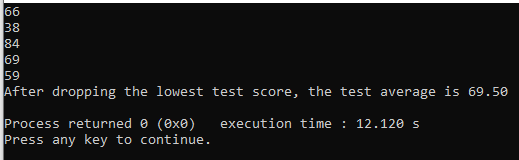 66
38
84
69
59
After dropping the lowest test score, the test average is 69.50
Process returned 0 (0x0)   execution time : 12.120 s
Press any key to continue.